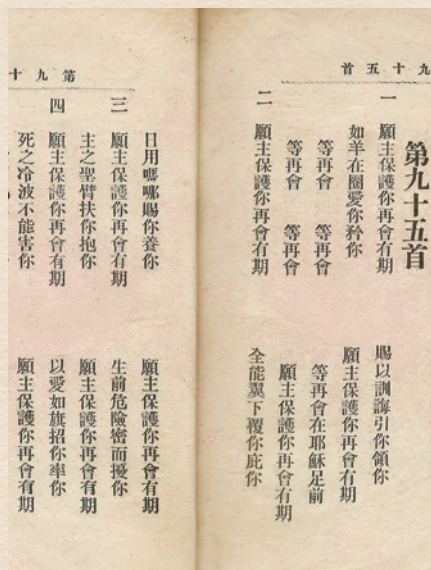 九十五首
第九十五首
一 願主保護你再會有期 賜以訓誨引你領你
如羊在圈愛你矜你 願主保護你再會有期
等再會 等再會 等再會在耶穌足前
等再會 等再會 願主保護你再會有期
二 願主保護你再會有期 全能翼下覆你庇你
第九十
日用嗎哪賜你養你 願主保護你再會有期
三 願主保護你再會有期 生前危險密而擾你
主之聖臂扶你抱你 願主保護你再會有期
四 願主保護你再會有期 以愛如旗招你率你
死之冷波不能害你 願主保護你再會有期